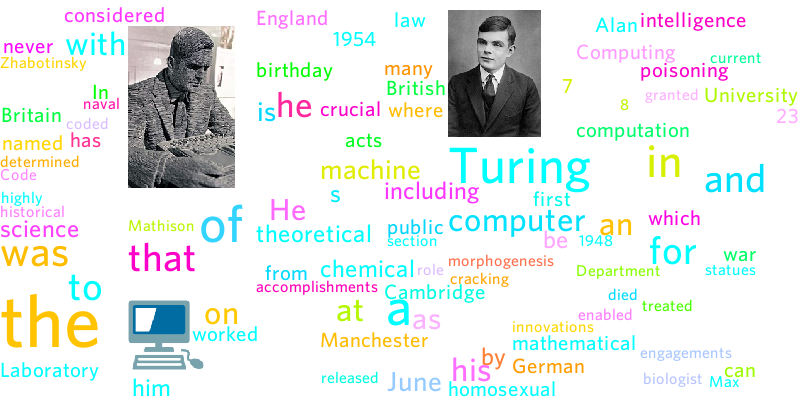 considered England law Alan intelligence
never with 1954 Computing current
Zhabotinsky birthday many poisoning
In British 7 granted University
naval is he crucial where 8 23
Britain coded computation
named has acts
determined machine Turing in and
Code
highly s including first
historical He
science Mathison of theoretical public computer an which
section be 1948
was that for war
from chemical role morphogenesis Department statues
to accomplishments Cambridge cracking
the on at a died treated
worked as enabled
Manchester innovations
mathematical engagements
Laboratory his by German can
him released June homosexual biologist Max